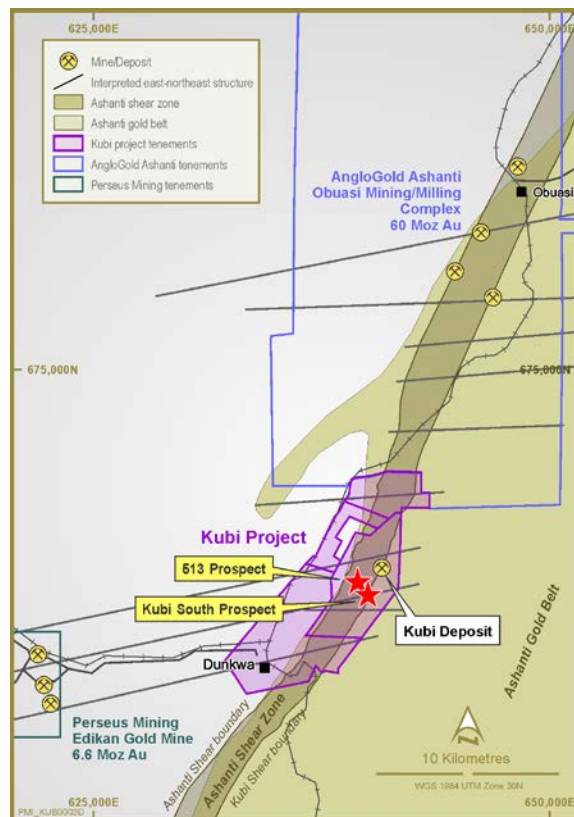 625,000E
650,000E
Mine/Deposit
Interpreted east-northeast structure
Ashanti shear zone
Ashanti gold belt
Kubi project tenements
AngloGold Ashanti tenements
Perseus Mining tenements
AngloGold Ashanti
Obuasi Mining/Milling
Complex
60 Moz Au
Obuasi
675,000N
675,000N
Kubi Project
513 Prospect
Kubi South Prospect
Kubi Deposit
Ashanti Gold Belt
Dunkwa
Perseus Mining
Edikan Gold Mine
6.6 Moz Au
Ashanti Shear boundary
Ashanti Shear Zone
Kubi Shear boundary
10 Kilometres
WGS 1984 UTM Zone 30N
PMI_KUB0003D
625,000E
650,000E